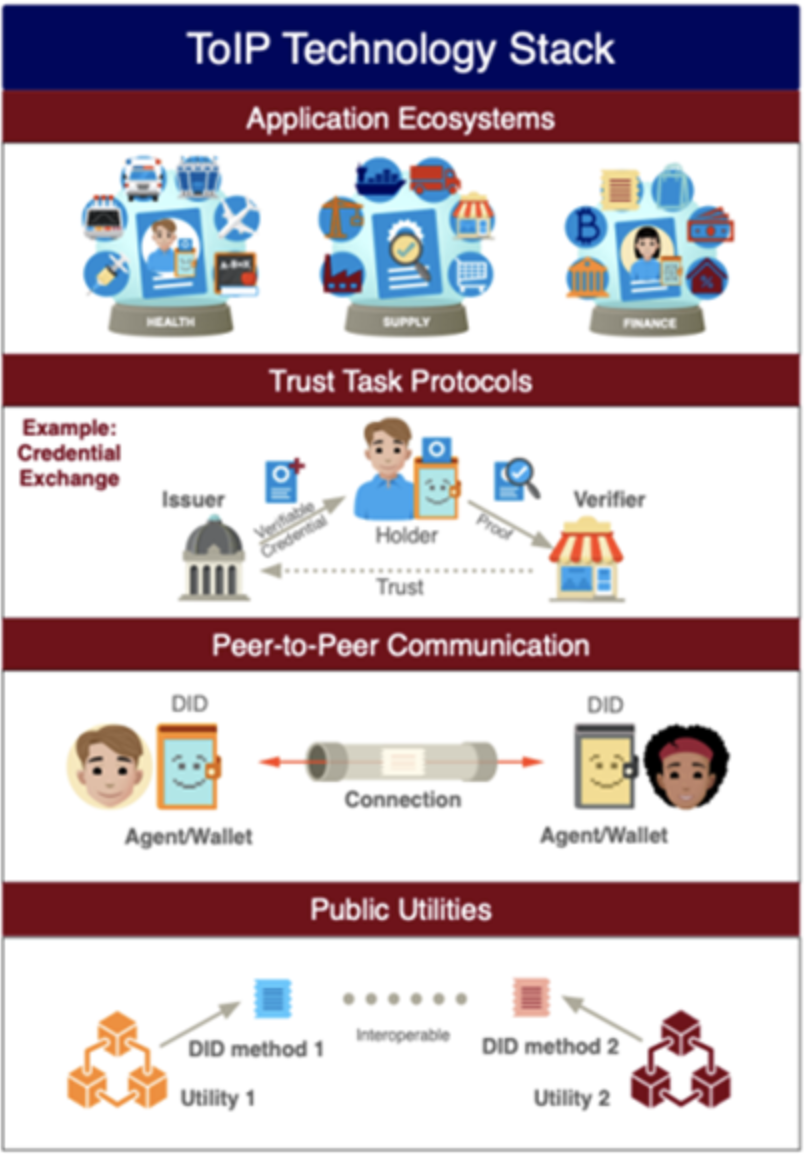 ToIP Technology Stack
Application Ecosystems
A-B=X
HEALTH
SUPPLY
%
FINANCE
Trust Task Protocols
Example:
Credential
Exchange
Issuer
Verifiable
Credential
Holder
Proof
Verifier
Trust
Peer-to-Peer Communication
DID
DID
Connection
Agent/Wallet
Agent/Wallet
Public Utilities
Interoperable
DID method 1
DID method 2
Utility 1
Utility 2